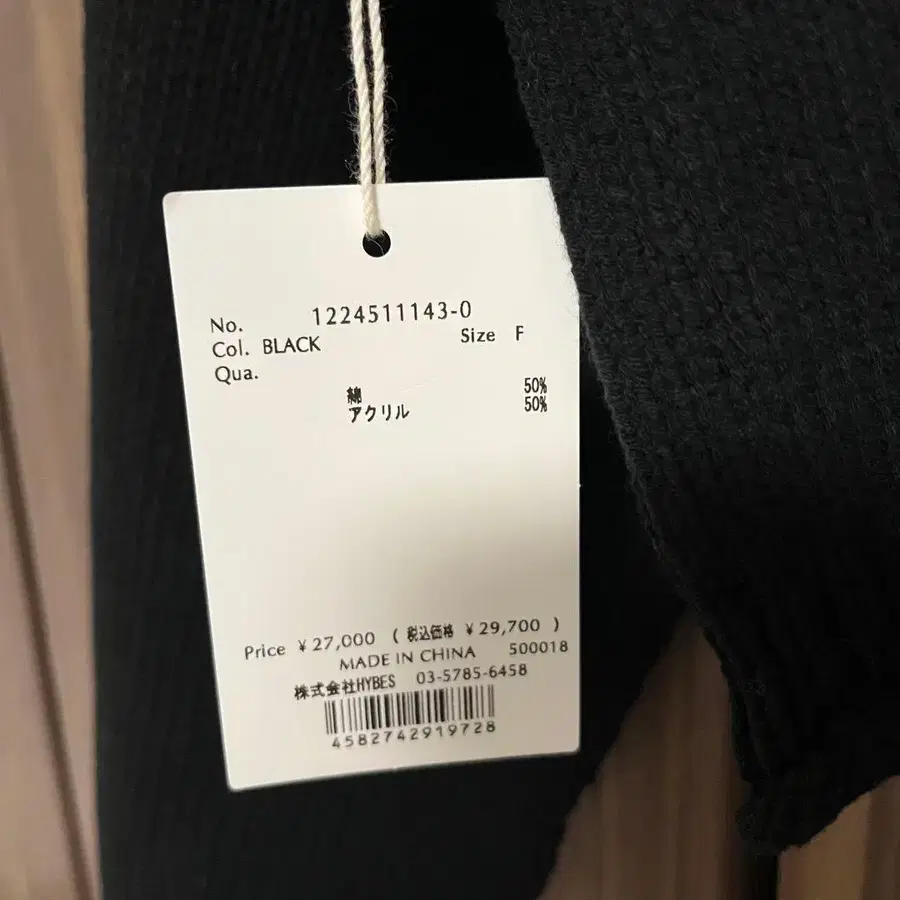 No. 1224511143-0
Col. BLACK Size F
Qua.
綿 50%
アクリル 50%
Price ¥27,000 ( 税込価格 ¥29,700 )
MADE IN CHINA 500018
株式会社HYBES 03-5785-6458
4582742919728